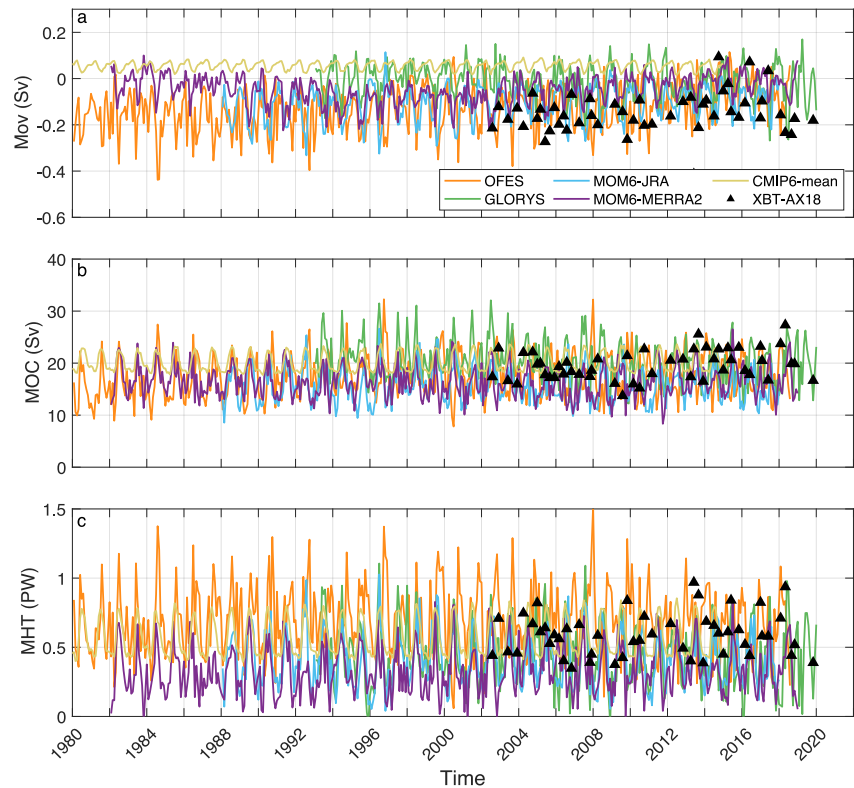 a
0.2
0
-0.2
-0.4
-0.6
Mov (Sv)
OFES MOM6-JRA CMIP6-mean
GLORYS MOM6-MERRA2 XBT-AX18
b
40
30
20
10
0
MOC (Sv)
c
1.5
1
0.5
0
MHT (PW)
1980 1984 1988 1992 1996 2000 2004 2008 2012 2016 2020
Time